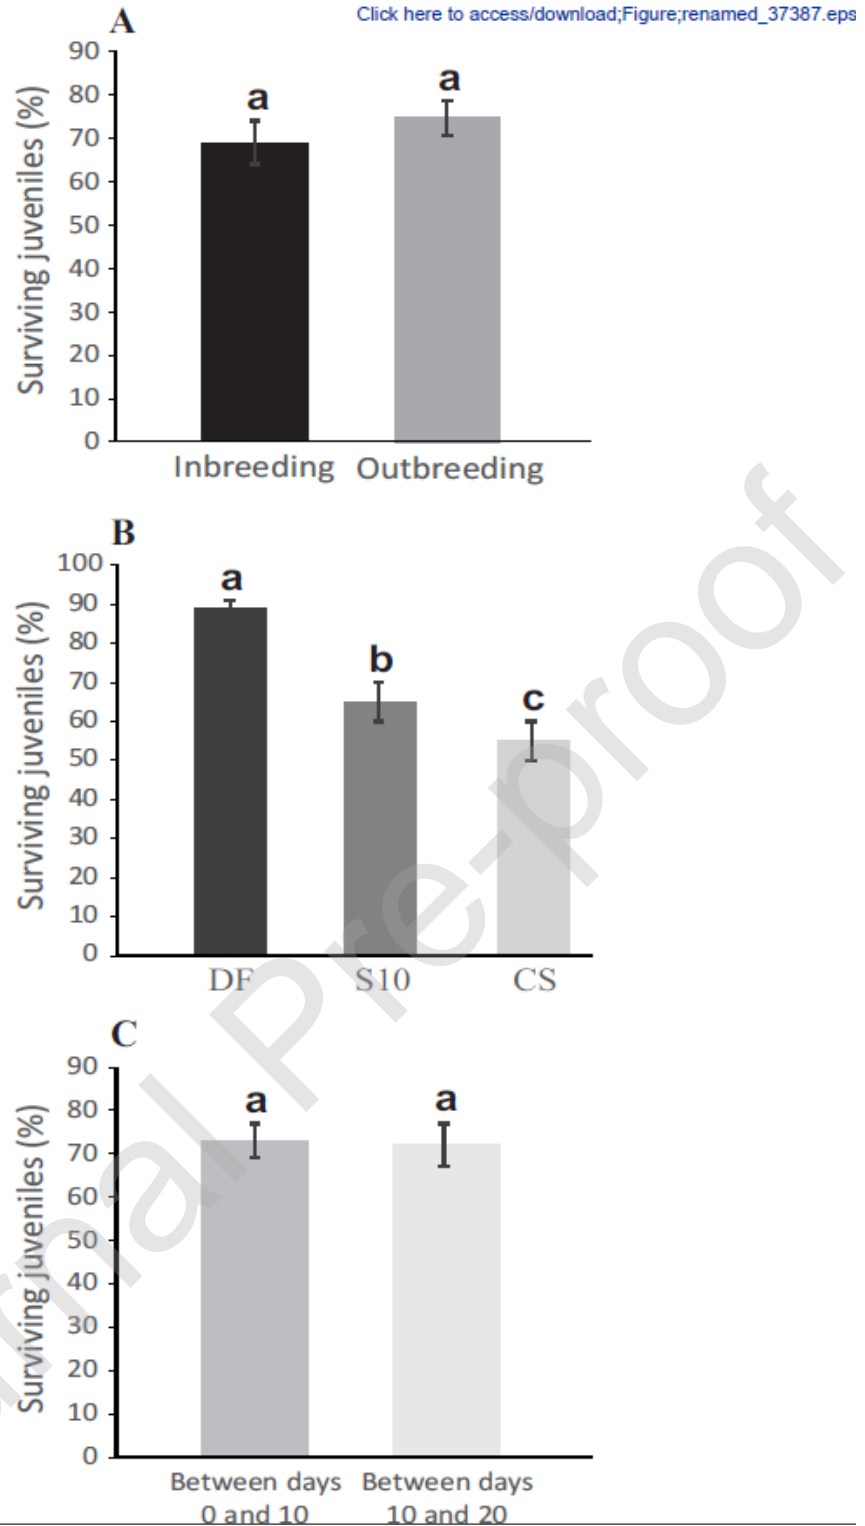 Click here to access/download;Figure;renamed_37387.eps
A
90
80
70
60
50
40
30
20
10
0
Surviving juveniles (%)
a
a
Inbreeding Outbreeding
B
100
90
80
70
60
50
40
30
20
10
0
Surviving juveniles (%)
a
b
c
DF S10 CS
C
90
80
70
60
50
40
30
20
10
0
Surviving juveniles (%)
a
a
Between days Between days
0 and 10 10 and 20
rnal Pre-proof